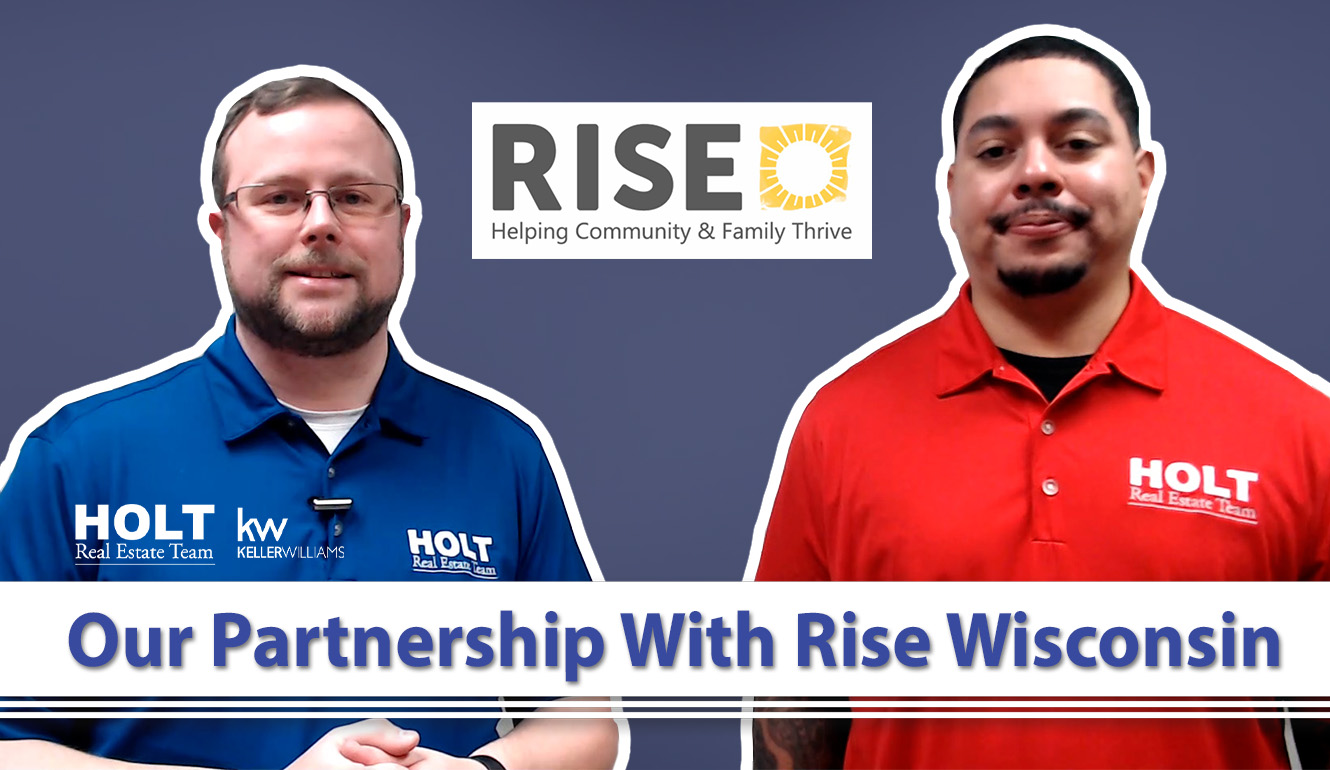 RISE
Helping Community & Family Thrive
HOLT
Real Estate Team
kw
KELLERWILLIAMS
HOLT
Real Estate Team
HOLT
Real Estate Team
Our Partnership With Rise Wisconsin